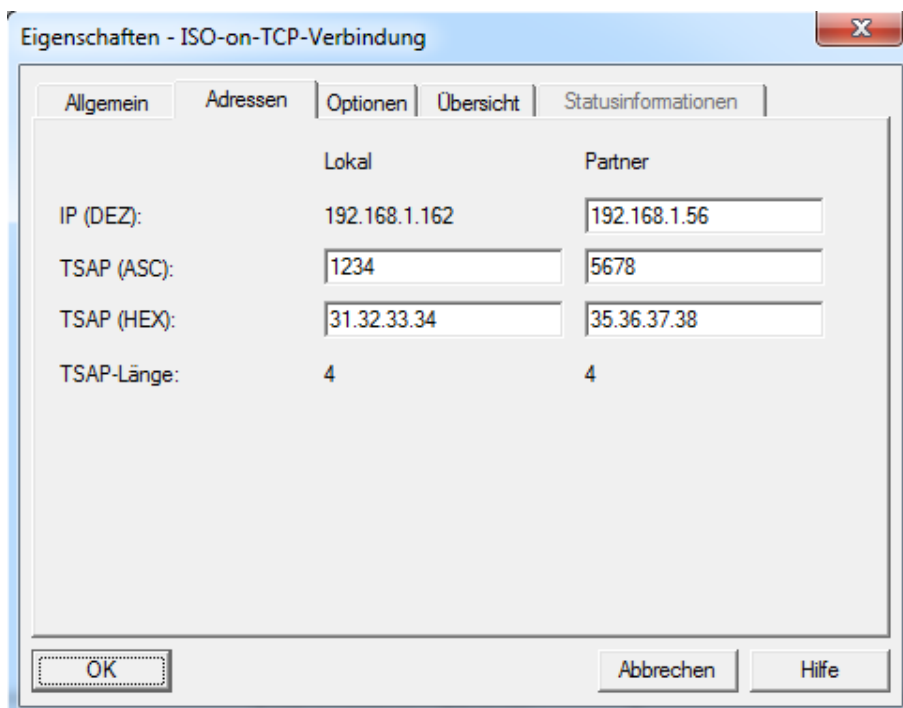 Eigenschaften - ISO-on-TCP-Verbindung
Allgemein Adressen Optionen Übersicht Statusinformationen
Lokal Partner
IP (DEZ): 192.168.1.162 192.168.1.56
TSAP (ASC): 1234 5678
TSAP (HEX): 31.32.33.34 35.36.37.38
TSAP-Länge: 4 4
OK Abbrechen Hilfe